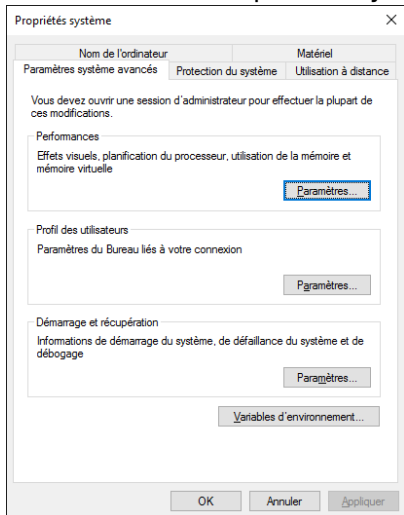 Propriétés système
Nom de l'ordinateur
Matériel
Paramètres système avancés
Protection du système
Utilisation à distance
Vous devez ouvrir une session d'administrateur pour effectuer la plupart de
ces modifications.
Performances
Effets visuels, planification du processeur, utilisation de la mémoire et
mémoire virtuelle
Paramètres...
Profil des utilisateurs
Paramètres du Bureau liés à votre connexion
Paramètres...
Démarrage et récupération
Informations de démarrage du système, de défaillance du système et de
débogage
Paramètres...
Variables d'environnement...
OK
Annuler
Appliquer